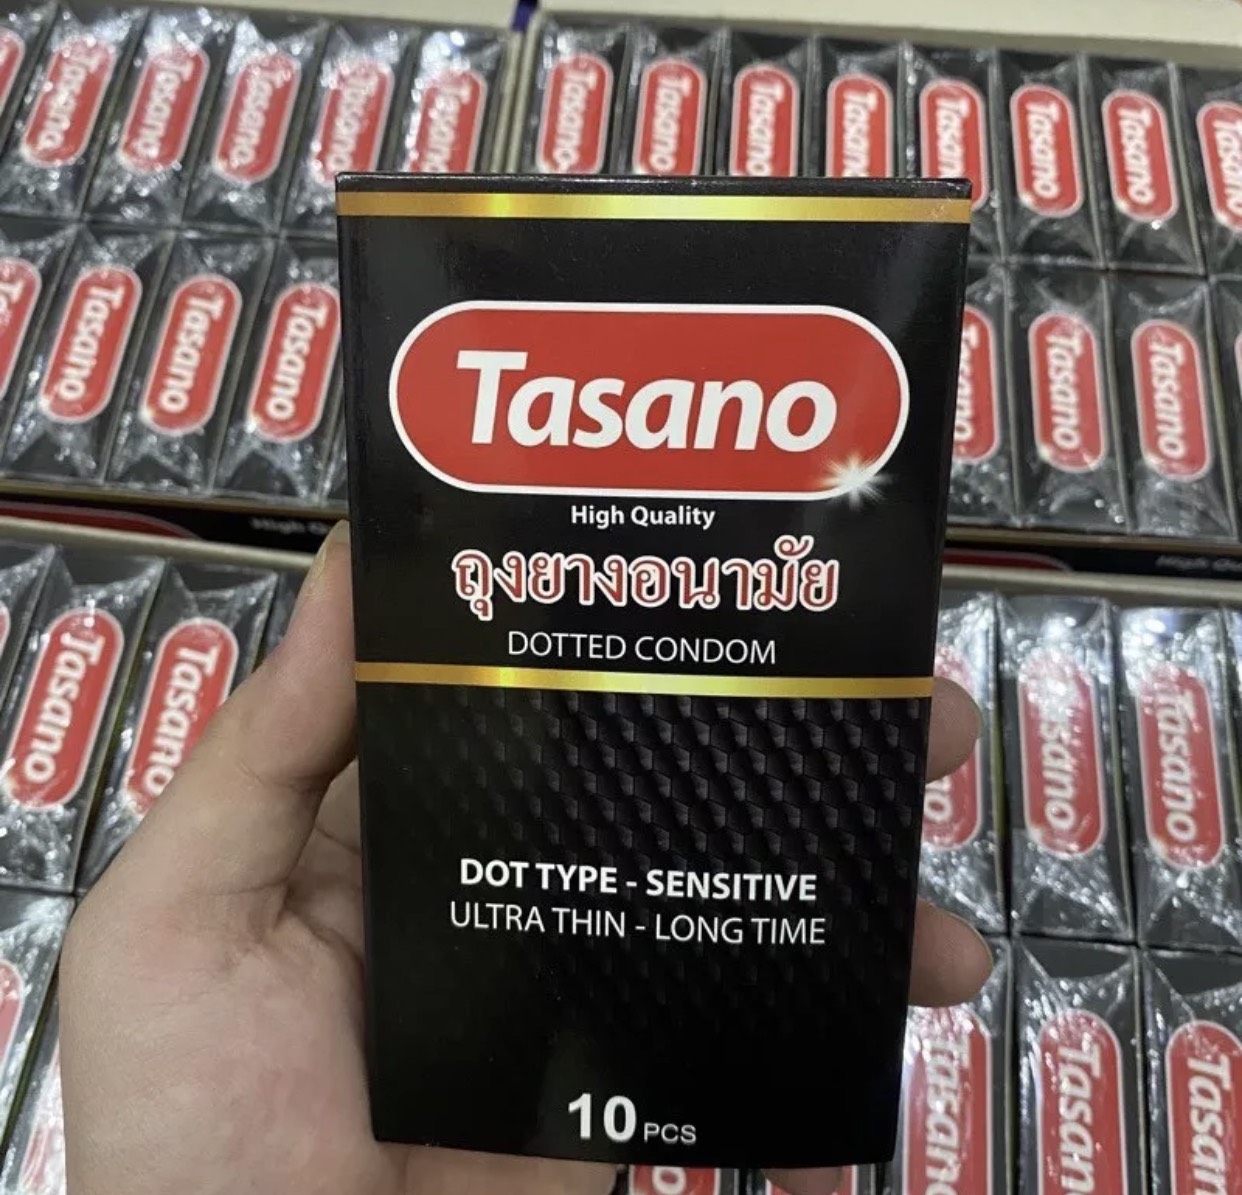 Tasano
High Quality
ถุงยางอนามัย
DOTTED CONDOM
DOT TYPE - SENSITIVE
ULTRA THIN - LONG TIME
10 PCS